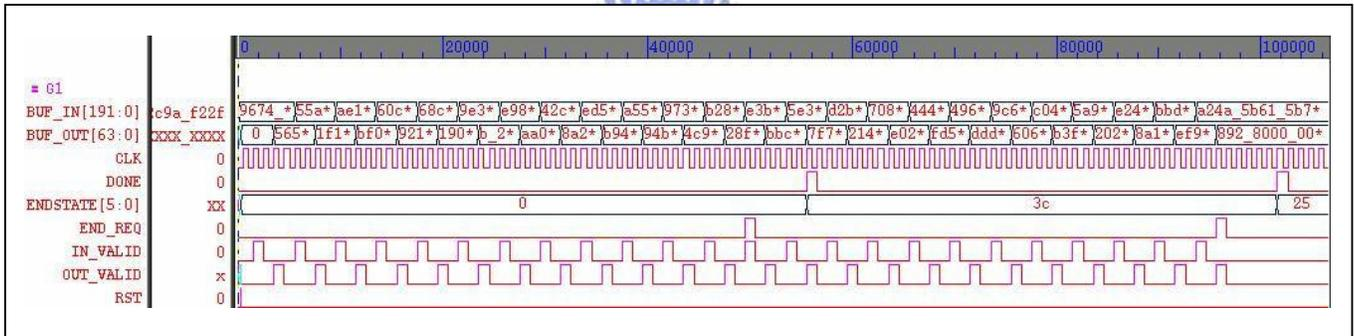 0 20000 40000 60000 80000 100000
= G1
BUF_IN[191:0] c9a_f22f 9674_* 55a* ae1* 60c* 68c* 9e3* e98* 42c* ed5* a55* 973* b28* e3b* 5e3* d2b* 708* 444* 496* 9c6* c04* 5a9* e24* bbd* a24a_5b61_5b7*
BUF_OUT[63:0] XXX_XXXX 0 565* 1f1* bf0* 921* 190* b_2* aa0* 8a2* b94* 94b* 4c9* 28f* bbc* 7f7* 214* e02* fd5* ddd* 606* b3f* 202* 8a1* ef9* 892_8000_00*
CLK 0
DONE 0
ENDSTATE[5:0] xx 0 3c 25
END_REQ 0
IN_VALID 0
OUT_VALID x
RST 0